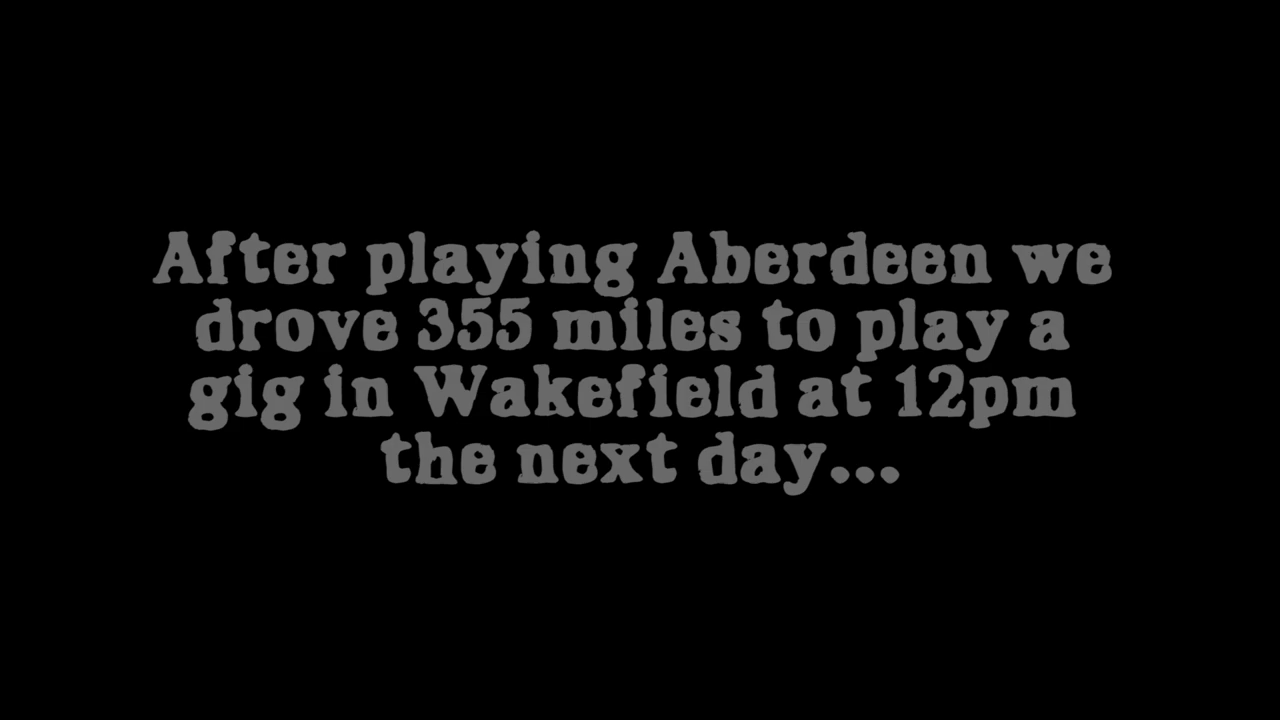 After playing Aberdeen we
drove 355 miles to play a
gig in Wakefield at 12pm
the next day...